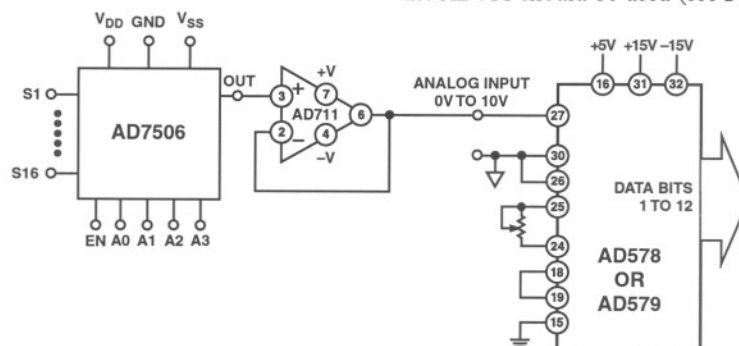 VDD GND VSS
S1
S16
AD7506
OUT
EN A0 A1 A2 A3
3
+
+V
7
AD711
2
–
4
–V
6
ANALOG INPUT
0V TO 10V
+5V +15V –15V
16 31 32
27
30
26
25
24
18
19
15
DATA BITS
1 TO 12
AD578
OR
AD579